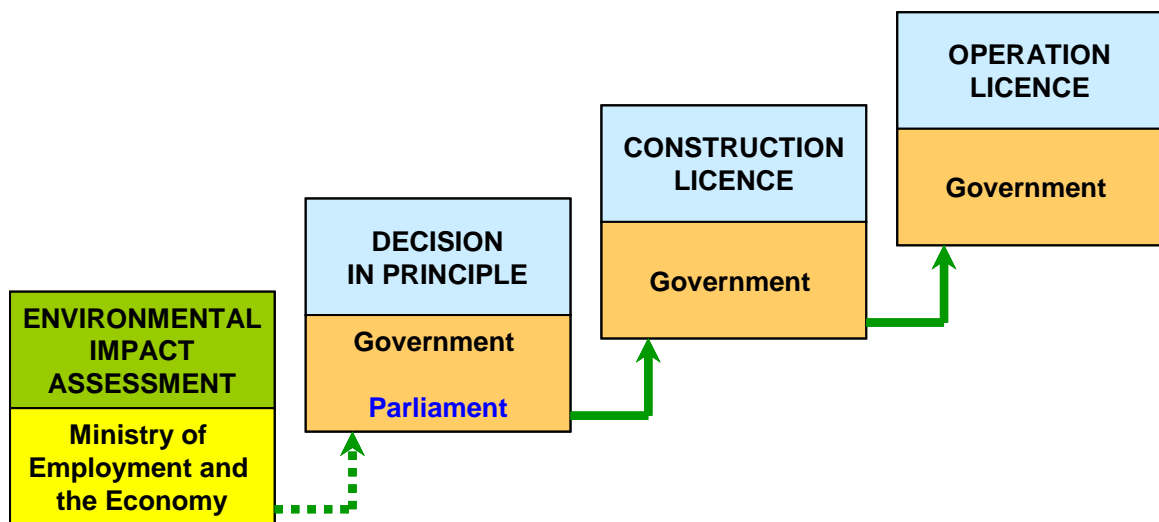 ENVIRONMENTAL
IMPACT
ASSESSMENT
Ministry of
Employment and
the Economy
DECISION
IN PRINCIPLE
Government
Parliament
CONSTRUCTION
LICENCE
Government
OPERATION
LICENCE
Government